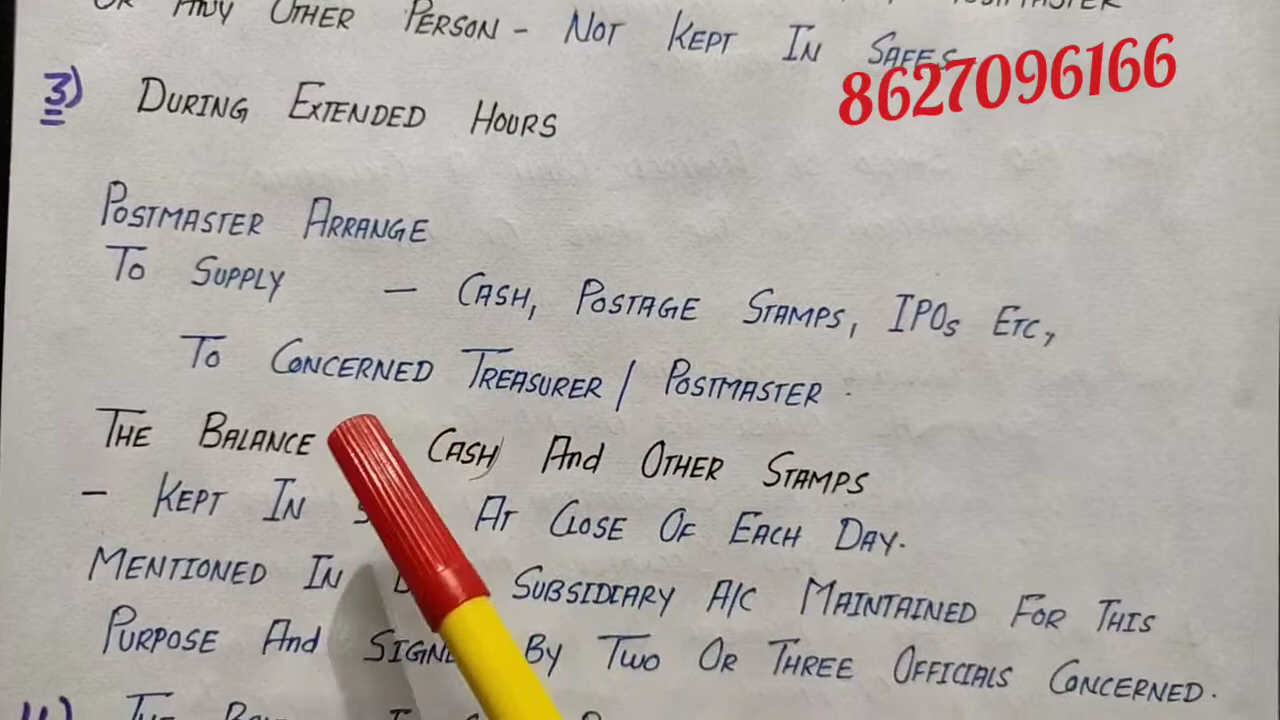 OTHER PERSON - NOT KEPT IN SAFES
8627096166
3) DURING EXTENDED HOURS
POSTMASTER ARRANGE
TO SUPPLY - CASH, POSTAGE STAMPS, IPOs ETC,
TO CONCERNED TREASURER / POSTMASTER
THE BALANCE CASH AND OTHER STAMPS
- KEPT IN AT CLOSE OF EACH DAY.
MENTIONED IN SUBSIDIARY A/C MAINTAINED FOR THIS
PURPOSE AND BY TWO OR THREE OFFICIALS CONCERNED.